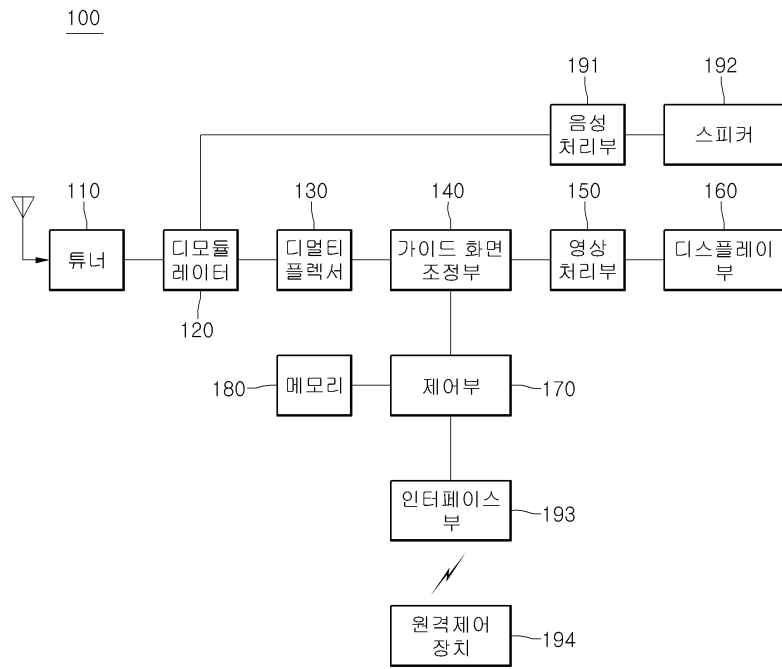 100
191
192
음성
처리부
스피커
110
130
140
150
160
튜너
디모듈
레이터
디멀티
플렉서
가이드 화면
조정부
영상
처리부
디스플레이
부
120
180
메모리
제어부
170
인터페이스
부
193
원격제어
장치
194